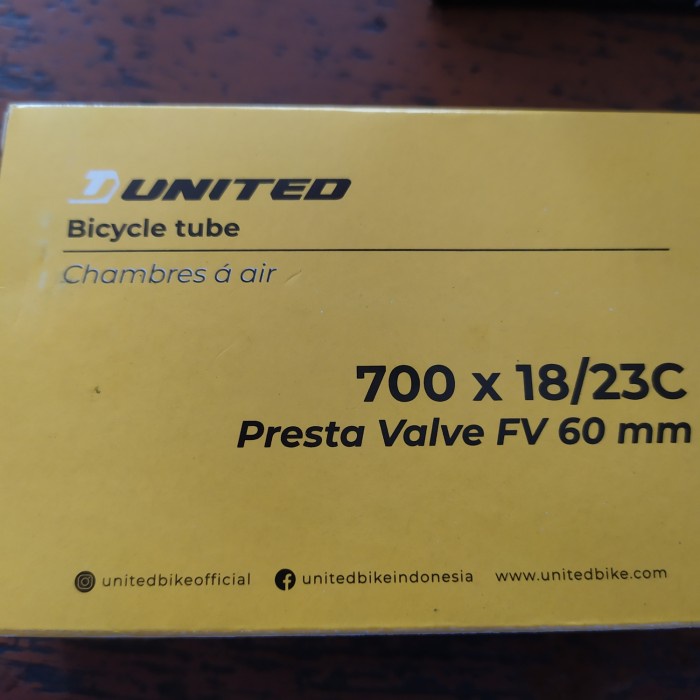 UNITED
Bicycle tube
Chambres á air
700 x 18/23C
Presta Valve FV 60 mm
unitedbikeofficial unitedbikeindonesia www.unitedbike.com